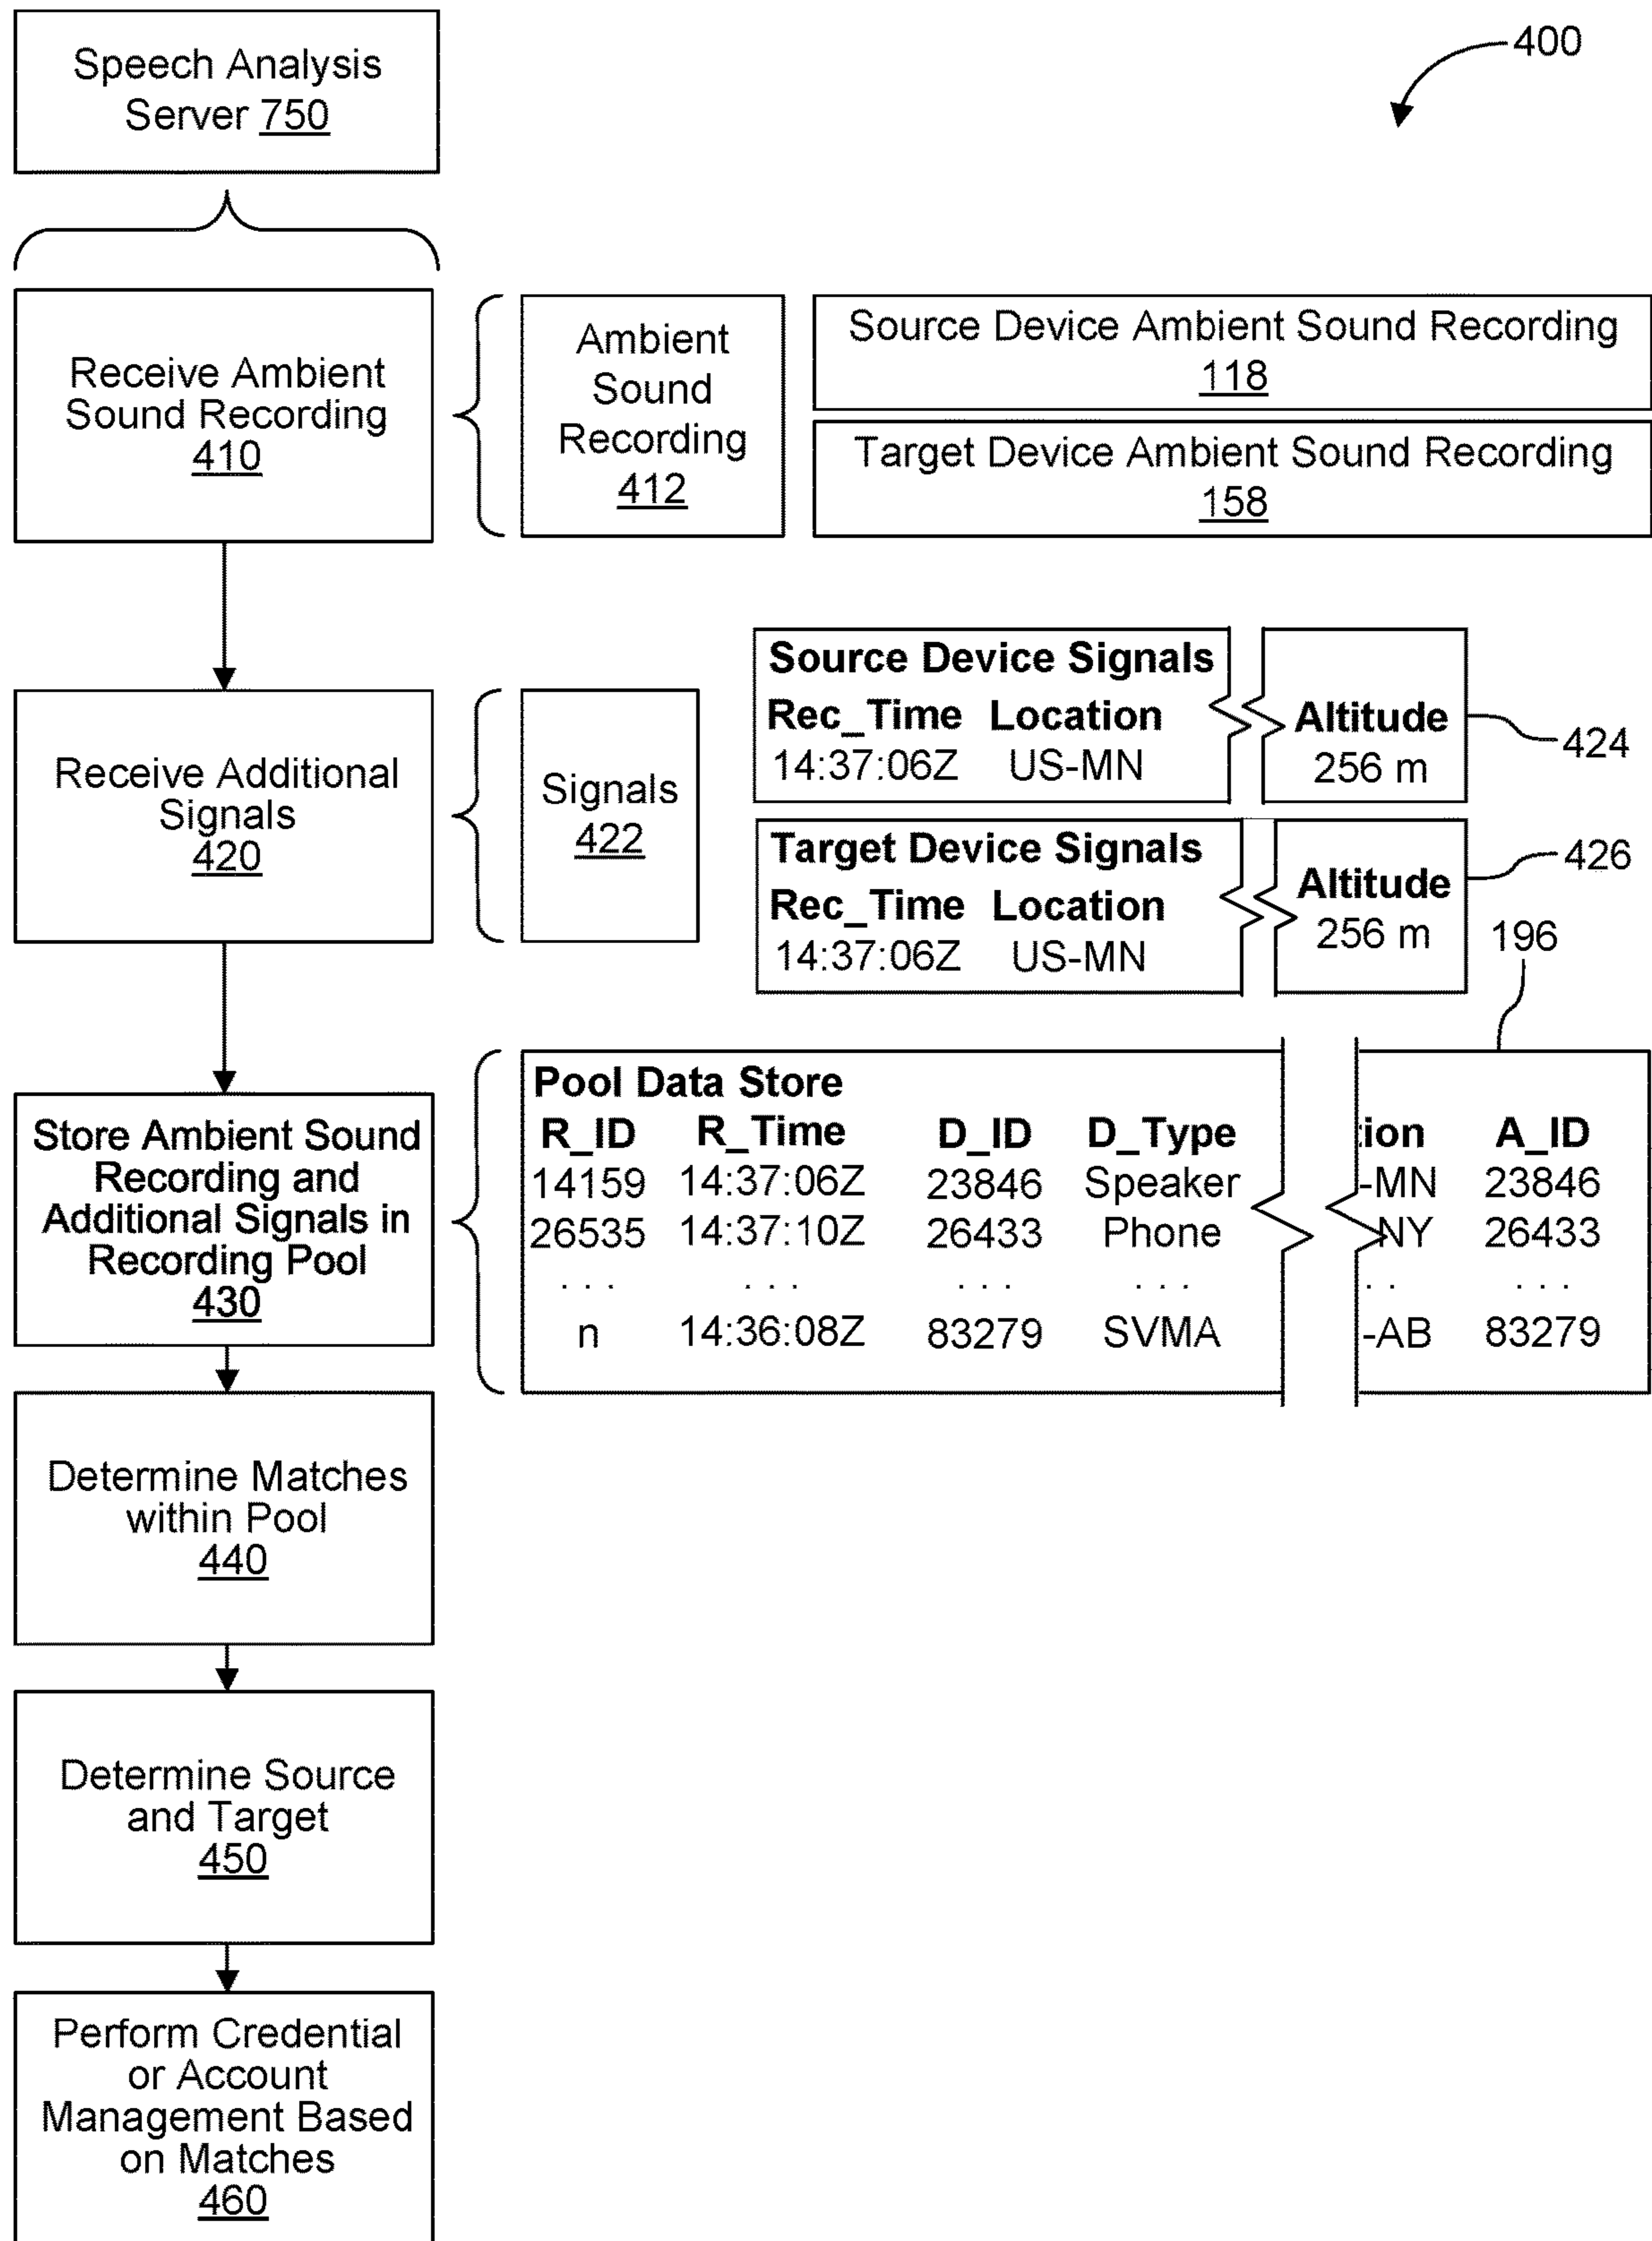 400
Speech Analysis
Server 750
Receive Ambient
Sound Recording
410
Ambient
Sound
Recording
412
Source Device Ambient Sound Recording
118
Target Device Ambient Sound Recording
158
Receive Additional
Signals
420
Signals
422
Source Device Signals
Rec_Time Location Altitude
14:37:06Z US-MN 256 m
424
Target Device Signals
Rec_Time Location Altitude
14:37:06Z US-MN 256 m
426
196
Store Ambient Sound
Recording and
Additional Signals in
Recording Pool
430
Pool Data Store
R_ID R_Time D_ID D_Type :ion A_ID
14159 14:37:06Z 23846 Speaker -MN 23846
26535 14:37:10Z 26433 Phone NY 26433
. . . . . . . . . . . . . . . . .
n 14:36:08Z 83279 SVMA -AB 83279
Determine Matches
within Pool
440
Determine Source
and Target
450
Perform Credential
or Account
Management Based
on Matches
460